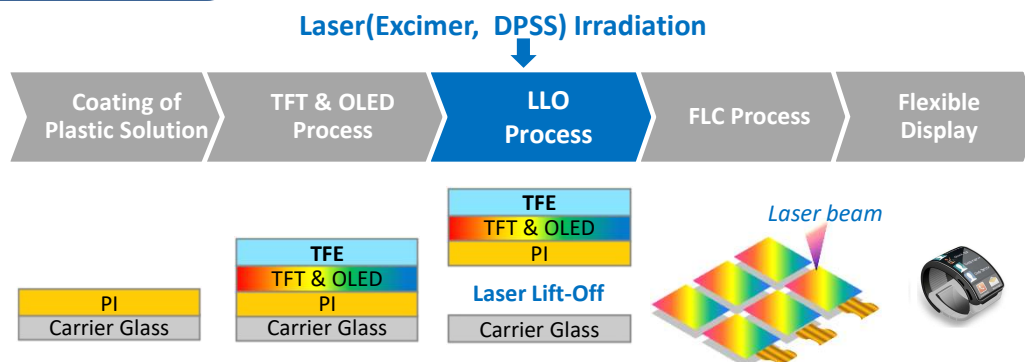 Laser(Excimer, DPSS) Irradiation
Coating of
Plastic Solution
TFT & OLED
Process
LLO
Process
FLC Process
Flexible
Display
PI
Carrier Glass
TFE
TFT & OLED
PI
Carrier Glass
TFE
TFT & OLED
PI
Laser Lift-Off
Carrier Glass
Laser beam